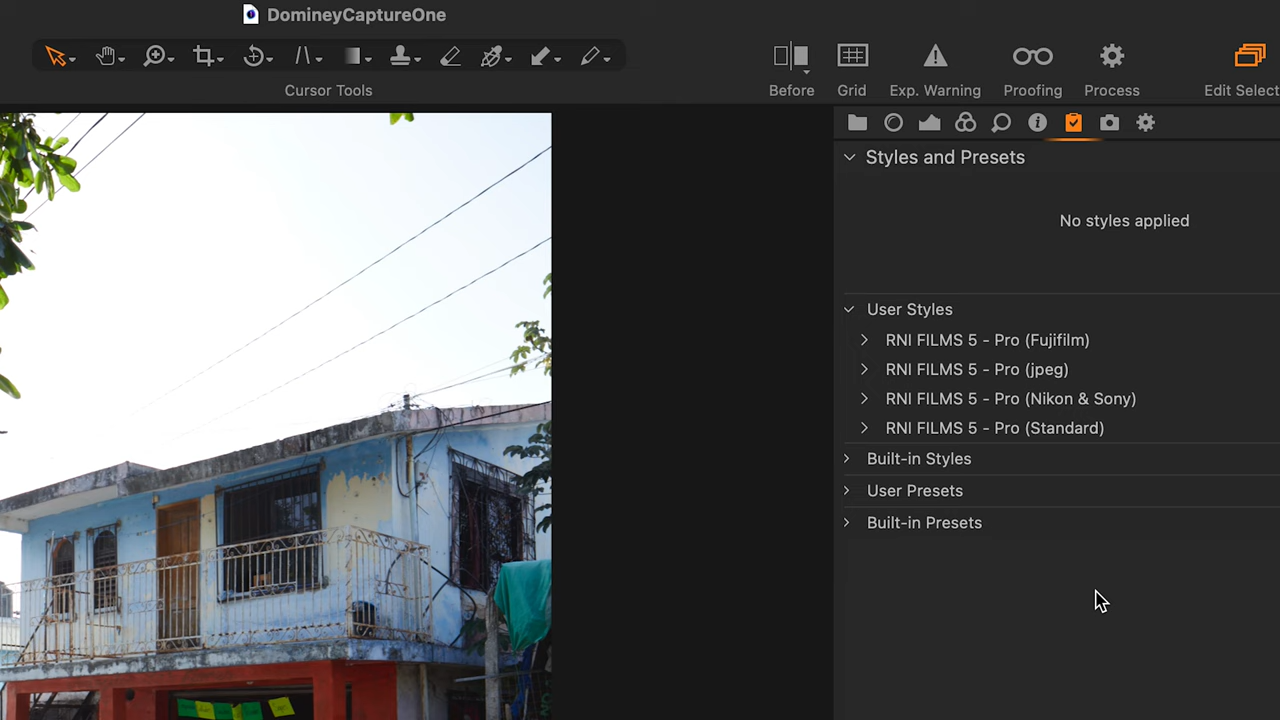 DomineyCaptureOne
Cursor Tools
Before
Grid
Exp. Warning
Proofing
Process
Edit Select
Styles and Presets
No styles applied
User Styles
RNI FILMS 5 - Pro (Fujifilm)
RNI FILMS 5 - Pro (jpeg)
RNI FILMS 5 - Pro (Nikon & Sony)
RNI FILMS 5 - Pro (Standard)
Built-in Styles
User Presets
Built-in Presets